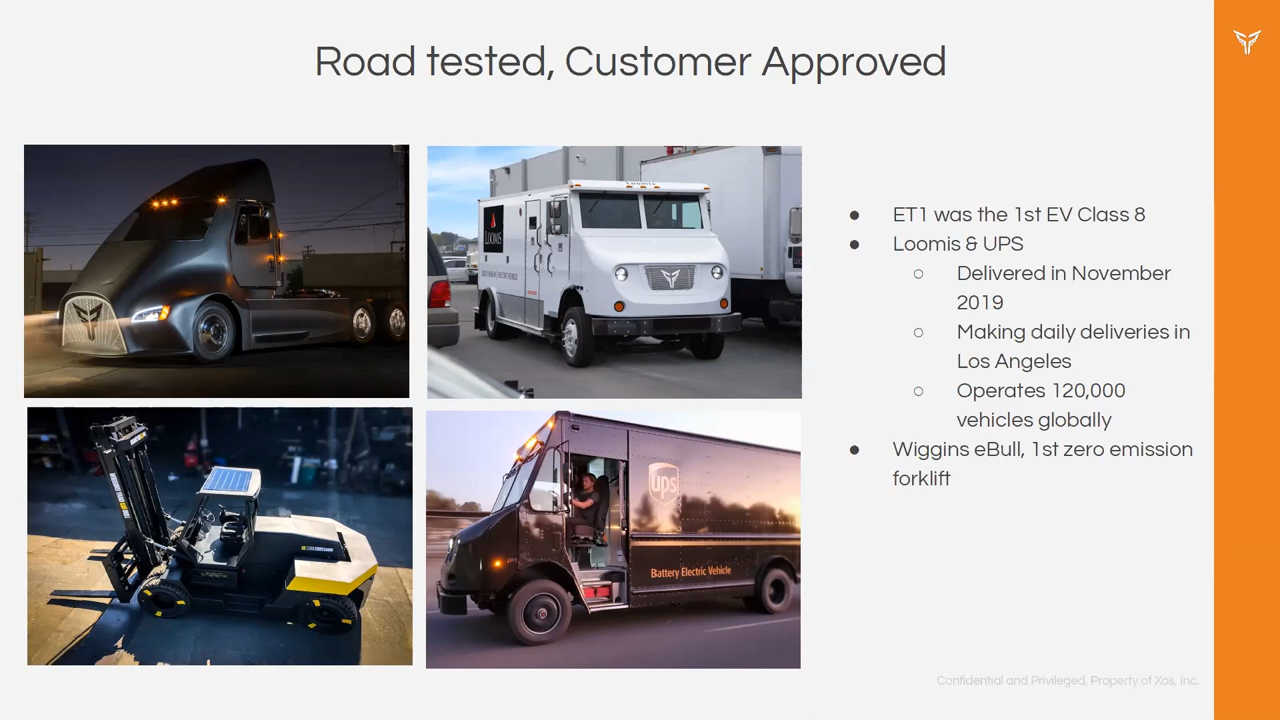 Road tested, Customer Approved
Loomis
LOOMIS
ups
Battery Electric Vehicle
● ET1 was the 1st EV Class 8
● Loomis & UPS
○ Delivered in November
2019
○ Making daily deliveries in
Los Angeles
○ Operates 120,000
vehicles globally
● Wiggins eBull, 1st zero emission
forklift
Confidential and Privileged, Property of Xos, Inc.